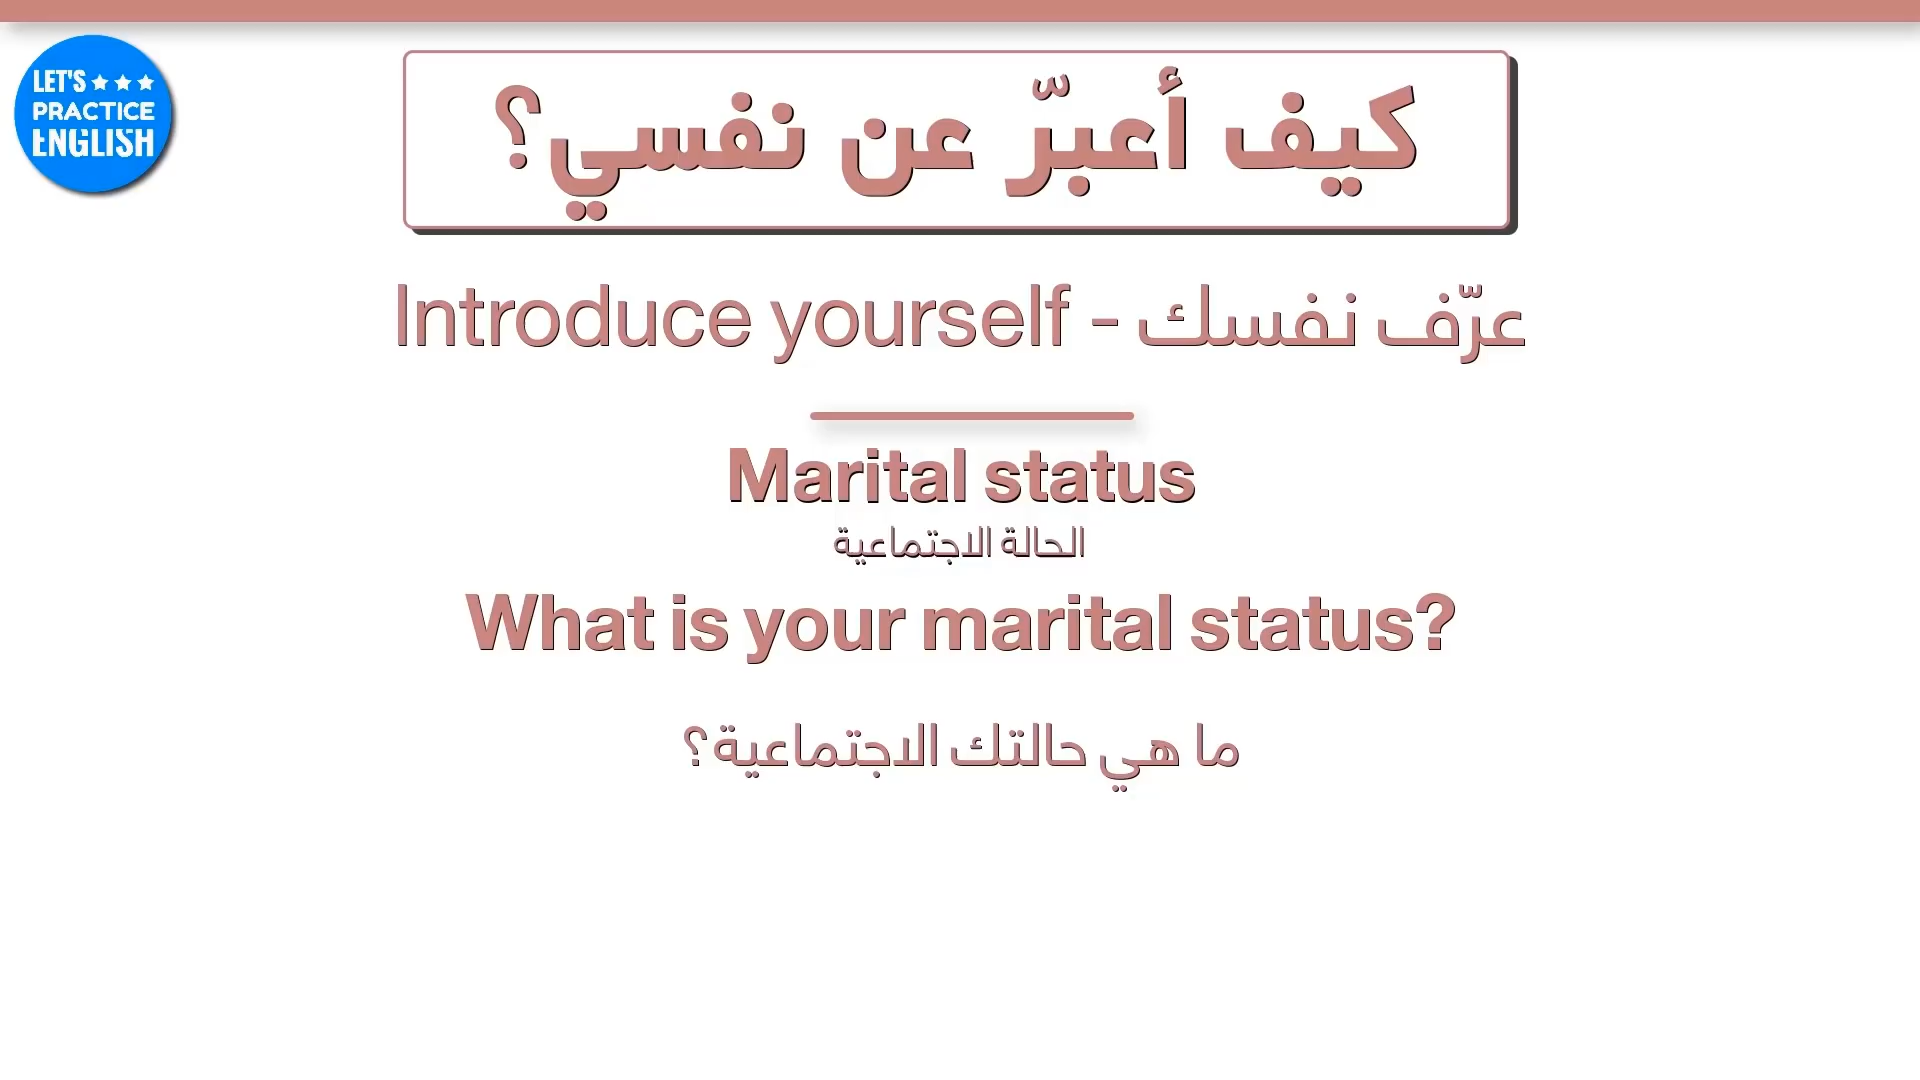 LET'S
PRACTICE
ENGLISH
كيف أعبّر عن نفسي؟
Introduce yourself - عرّف نفسك
Marital status
الحالة الاجتماعية
What is your marital status?
ما هي حالتك الاجتماعية؟